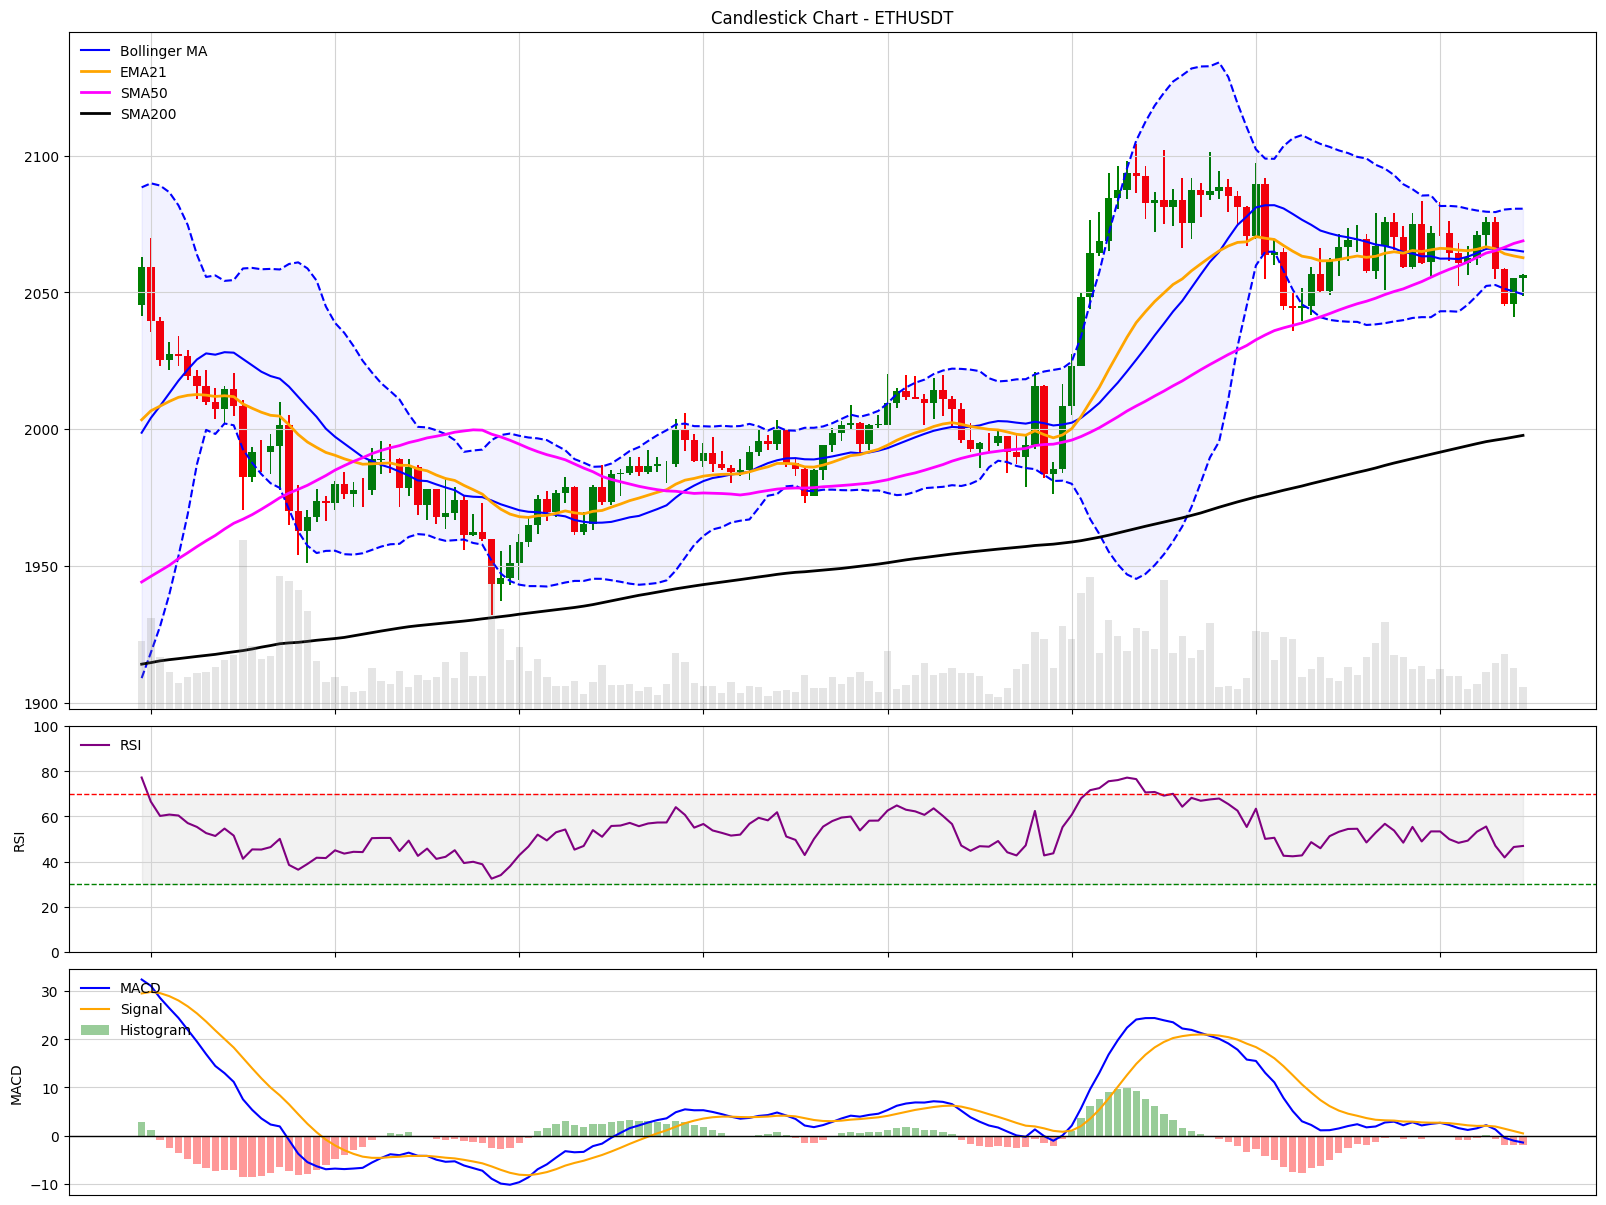 Candlestick Chart - ETHUSDT
Bollinger MA
EMA21
SMA50
SMA200
2100
2050
2000
1950
1900
RSI
100
80
60
40
20
0
RSI
MACD
Signal
Histogram
30
20
10
0
−10
MACD